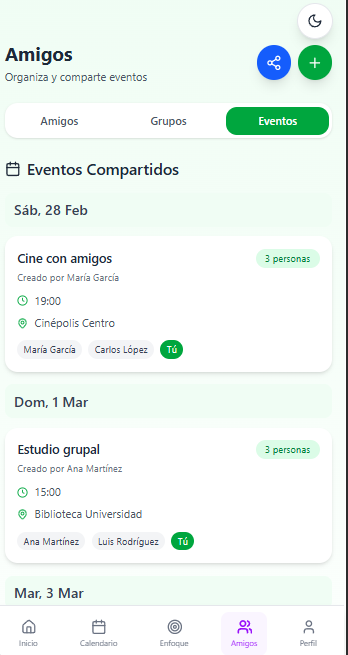 Amigos
Organiza y comparte eventos
Amigos Grupos Eventos
Eventos Compartidos
Sáb, 28 Feb
Cine con amigos 3 personas
Creado por María García
19:00
Cinépolis Centro
María García Carlos López Tú
Dom, 1 Mar
Estudio grupal 3 personas
Creado por Ana Martínez
15:00
Biblioteca Universidad
Ana Martínez Luis Rodríguez Tú
Mar, 3 Mar
Inicio Calendario Enfoque Amigos Perfil